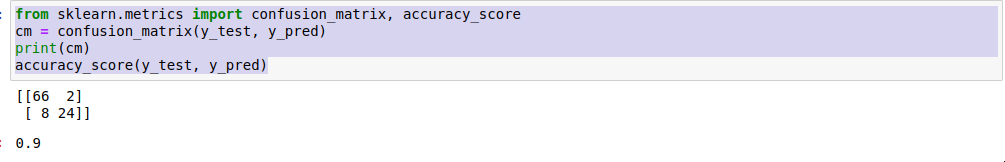 from sklearn.metrics import confusion_matrix, accuracy_score
cm = confusion_matrix(y_test, y_pred)
print(cm)
accuracy_score(y_test, y_pred)
[[66  2]
 [ 8 24]]
0.9